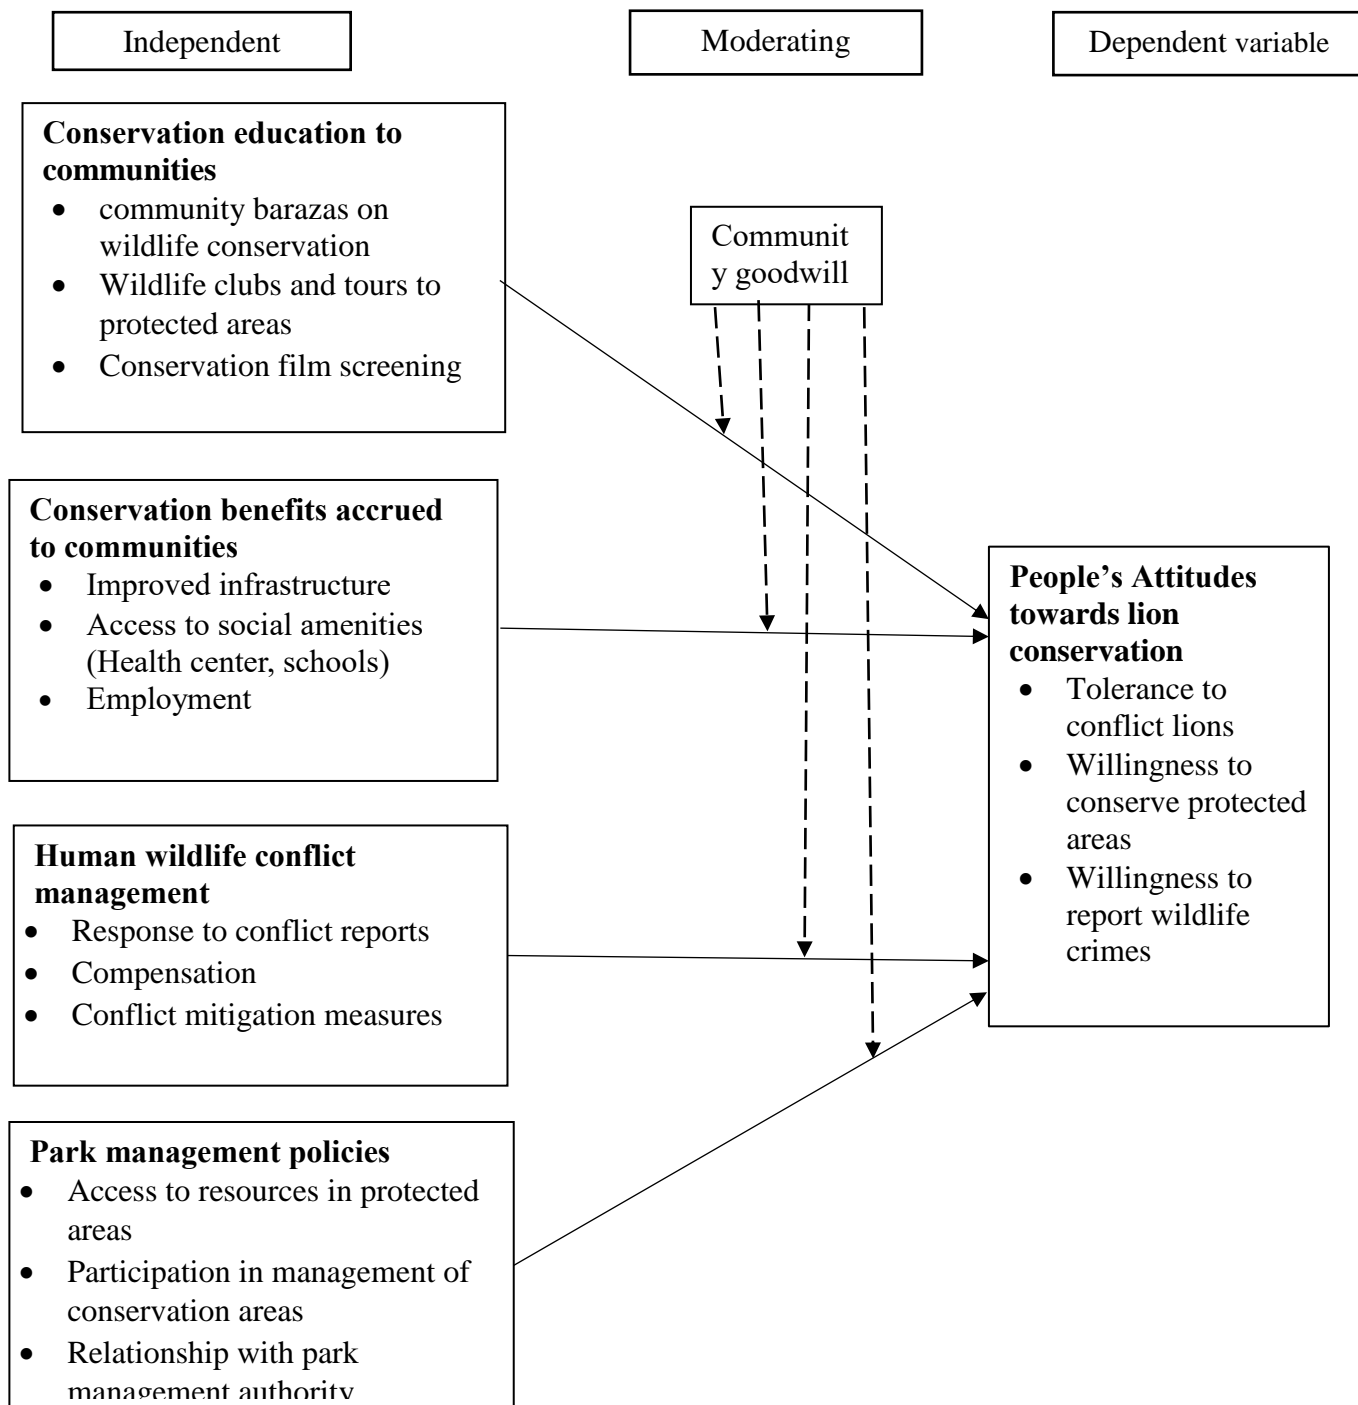 Independent
Moderating
Dependent variable
Conservation education to
communities
• community barazas on
wildlife conservation
• Wildlife clubs and tours to
protected areas
• Conservation film screening
Communit
y goodwill
Conservation benefits accrued
to communities
• Improved infrastructure
• Access to social amenities
(Health center, schools)
• Employment
Human wildlife conflict
management
• Response to conflict reports
• Compensation
• Conflict mitigation measures
Park management policies
• Access to resources in protected
areas
• Participation in management of
conservation areas
• Relationship with park
management authority
People’s Attitudes
towards lion
conservation
• Tolerance to
conflict lions
• Willingness to
conserve protected
areas
• Willingness to
report wildlife
crimes